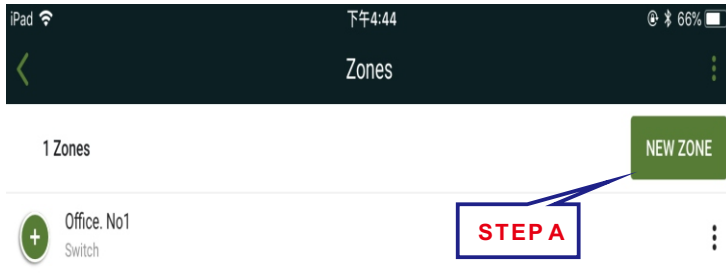 iPad 下午4:44 66%
Zones
1 Zones NEW ZONE
Office. No1
Switch
STEP A